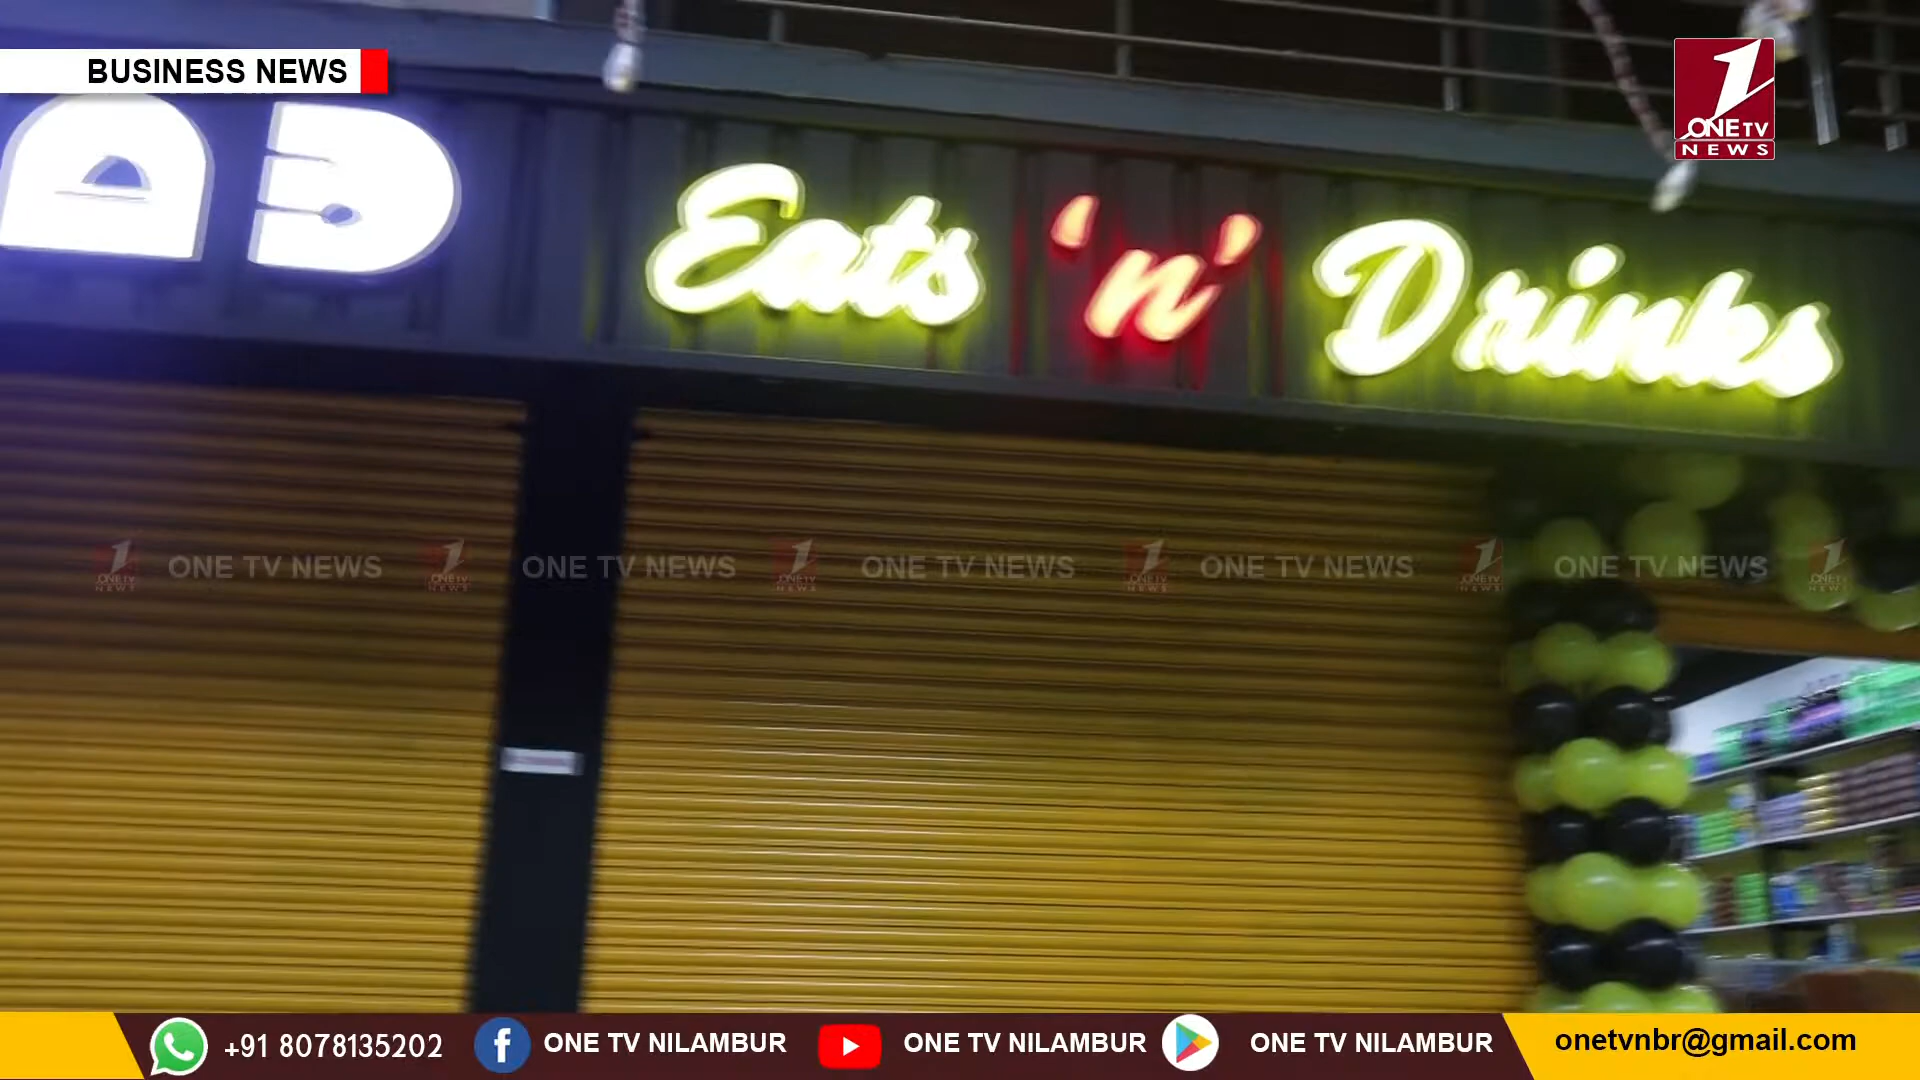 BUSINESS NEWS
1
ONE TV
NEWS
Eats 'n' Drinks
ONE TV NEWS ONE TV NEWS ONE TV NEWS ONE TV NEWS ONE TV NEWS
+91 8078135202 ONE TV NILAMBUR ONE TV NILAMBUR ONE TV NILAMBUR onetvnbr@gmail.com